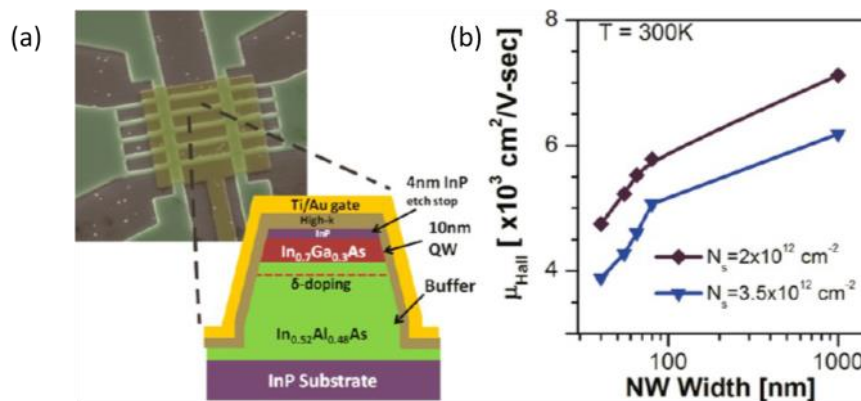 (a)
4nm InP
etch stop
Ti/Au gate
High-k
InP
10nm
QW
In₀.₇Ga₀.₃As
δ-doping
Buffer
In₀.₅₂Al₀.₄₈As
InP Substrate
(b)
T = 300K
μHall [ x10³ cm²/V-sec]
8
6
4
Nₛ=2x10¹² cm⁻²
Nₛ=3.5x10¹² cm⁻²
100
1000
NW Width [nm]